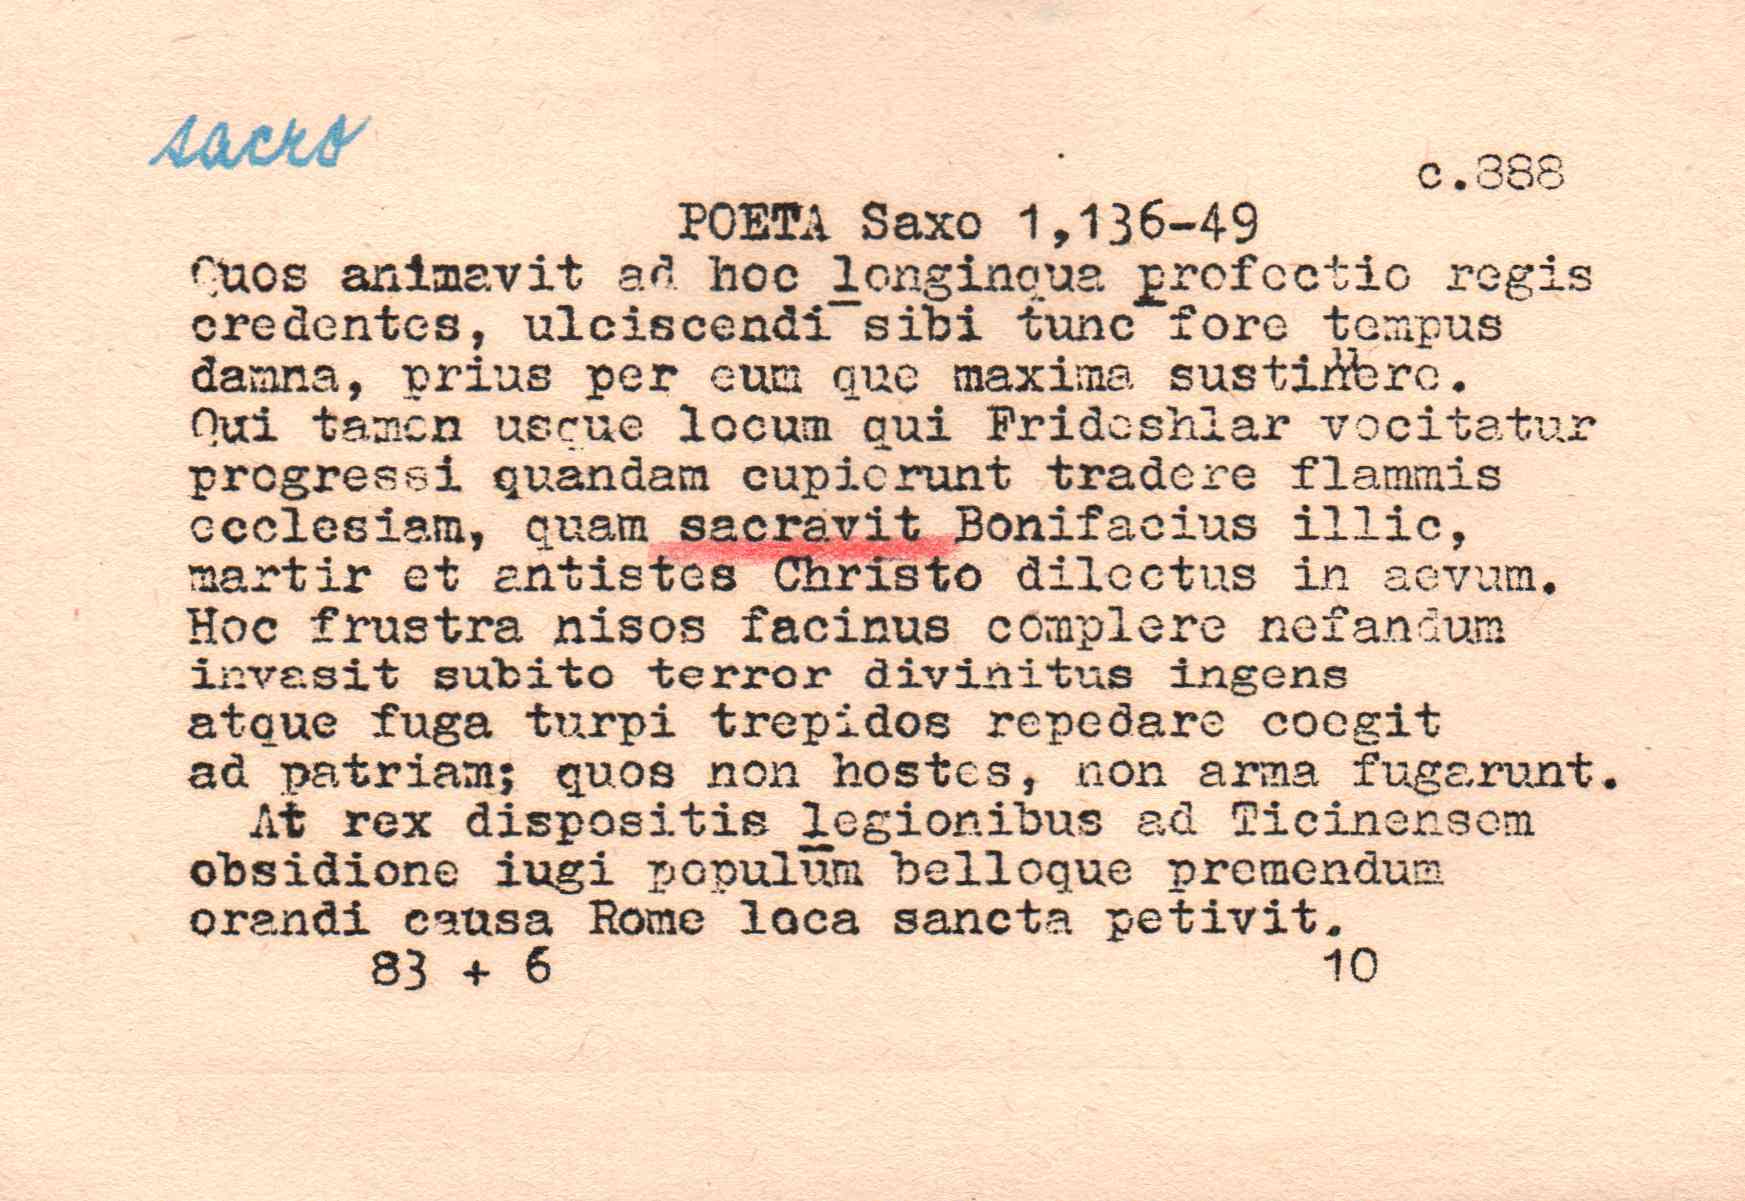 sacro
c.888
POETA Saxo 1,136-49
Quos animavit ad hoc longinqua profectio regis
credentes, ulciscendi sibi tunc fore tempus
damna, prius per eum que maxima sustinuere.
Qui tamen usque locum qui Frideshlar vocitatur
progressi quandam cupierunt tradere flammis
ecclesiam, quam sacravit Bonifacius illic,
martir et antistes Christo dilectus in aevum.
Hoc frustra nisos facinus complere nefandum
invasit subito terror divinitus ingens
atque fuga turpi trepidos repedare coegit
ad patriam; quos non hostes, non arma fugarunt.
At rex dispositis legionibus ad Ticinensem
obsidione iugi populum belloque premendum
orandi causa Rome loca sancta petivit.
83 + 6 10